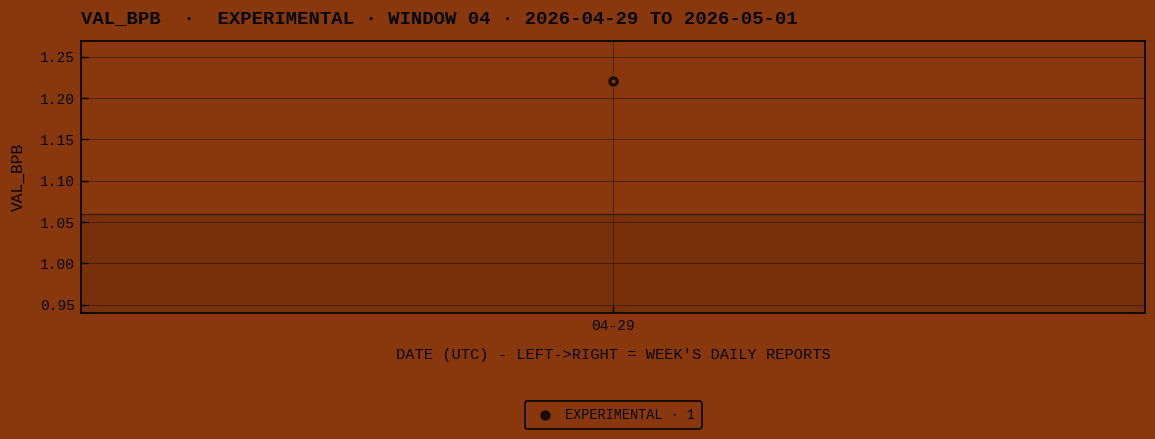 VAL_BPB · EXPERIMENTAL · WINDOW 04 · 2026-04-29 TO 2026-05-01
1.25
1.20
1.15
1.10
1.05
1.00
0.95
VAL_BPB
04-29
DATE (UTC) - LEFT->RIGHT = WEEK'S DAILY REPORTS
EXPERIMENTAL · 1